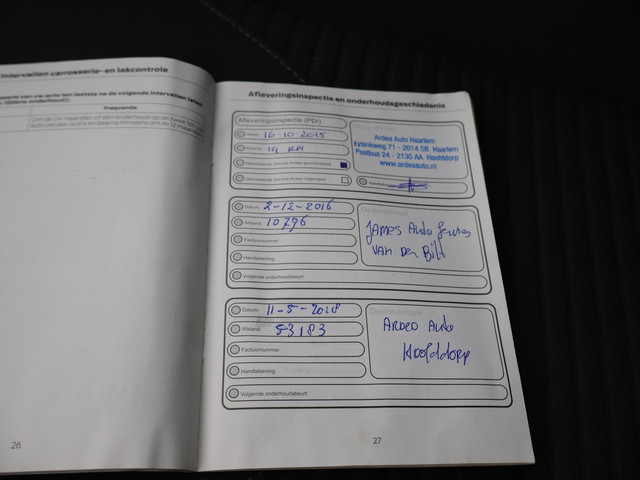 intervallen carrosserie- en lakcontrole
Frequentie
26
Afleveringsinspectie en onderhoudsgeschiedenis
Afleveringsinspectie (PDI)
Datum: 16-10-2015
Afstand: 14 KM
Handtekening:
Ardea Auto Haarlem
Eysinkweg 71 - 2014 SB Haarlem
Postbus 24 - 2130 AA Hoofddorp
www.ardeaauto.nl
Datum: 2-12-2016
Afstand: 10796
Factuurnummer:
Handtekening:
Volgende onderhoudsbeurt:
James Auto
van der Bilt
Datum: 11-5-2018
Afstand: 53183
Factuurnummer:
Handtekening:
Volgende onderhoudsbeurt:
Auto
Hoofddorp
27